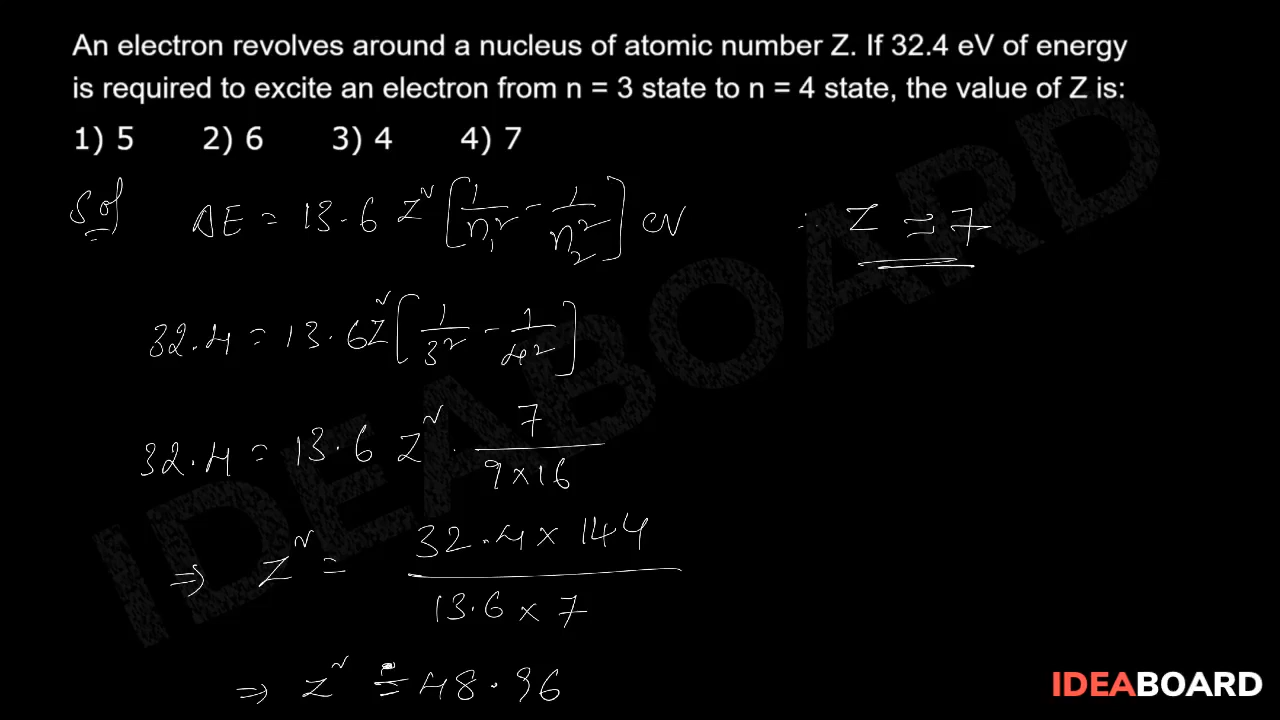 An electron revolves around a nucleus of atomic number Z. If 32.4 eV of energy
is required to excite an electron from n = 3 state to n = 4 state, the value of Z is:
1) 5 2) 6 3) 4 4) 7
Sol ΔE = 13.6 Z² [1/n₁² - 1/n₂²] eV
32.4 = 13.6 Z² [1/3² - 1/4²]
32.4 = 13.6 Z² . 7/(9×16)
⇒ Z² = (32.4 × 144)/(13.6 × 7)
⇒ Z² = 48.96
∴ Z ≈ 7
IDEABOARD
IDEABOARD